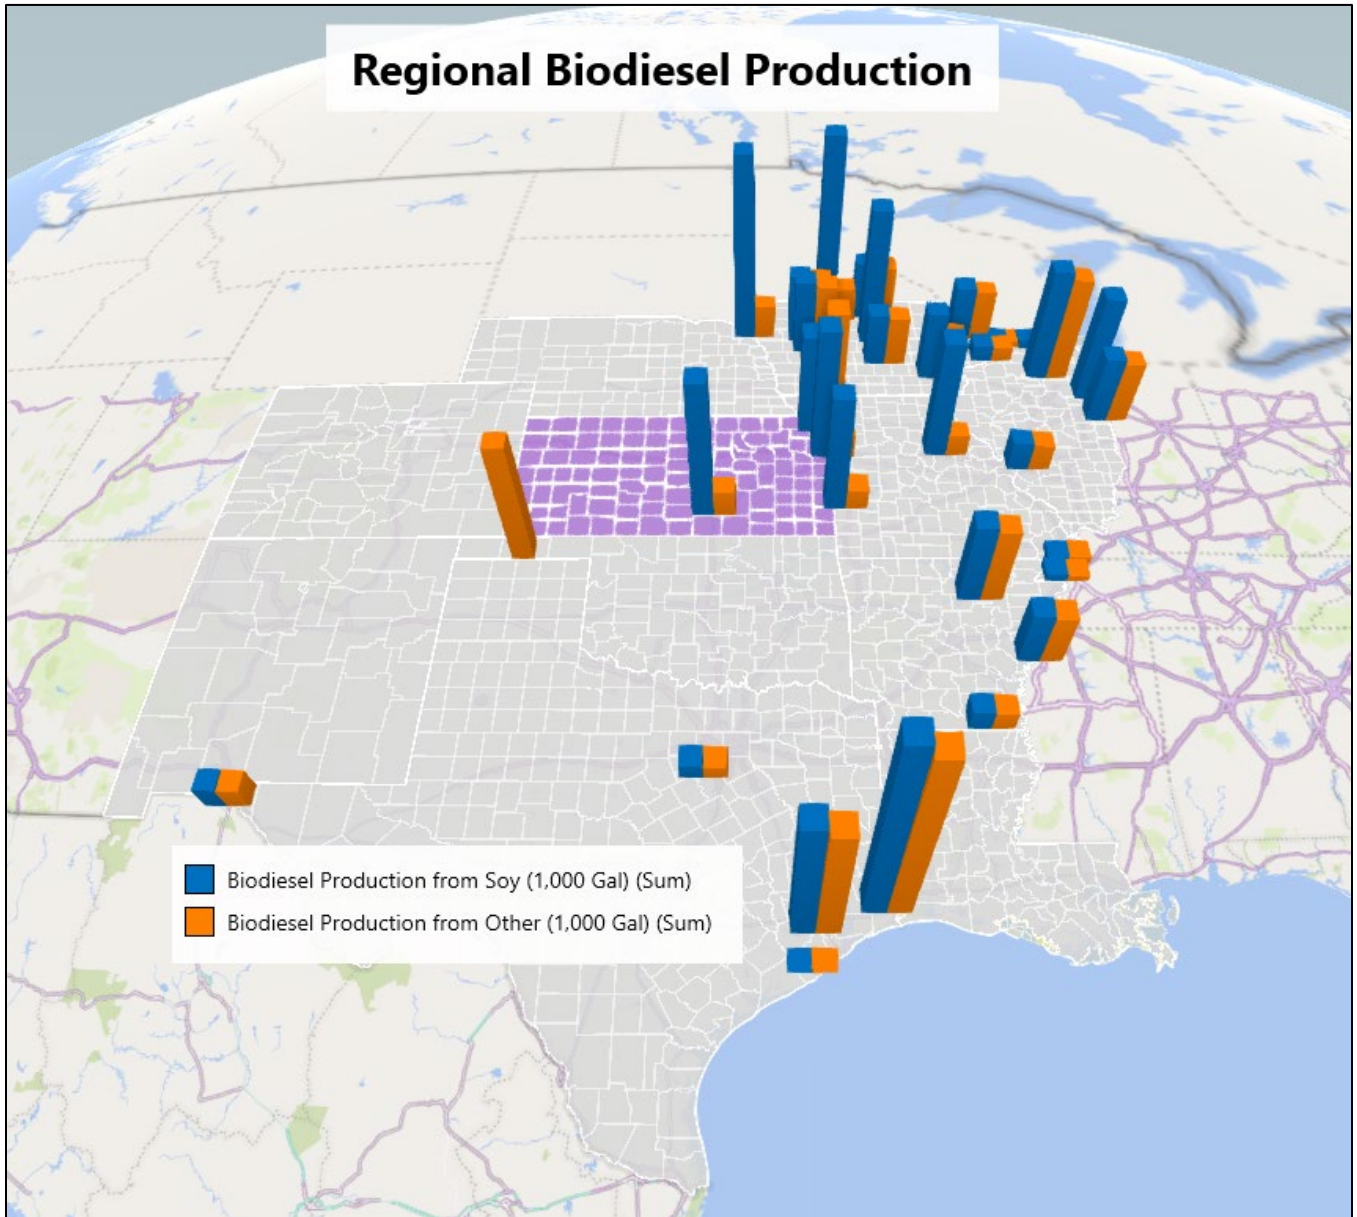 Regional Biodiesel Production
Biodiesel Production from Soy (1,000 Gal) (Sum)
Biodiesel Production from Other (1,000 Gal) (Sum)